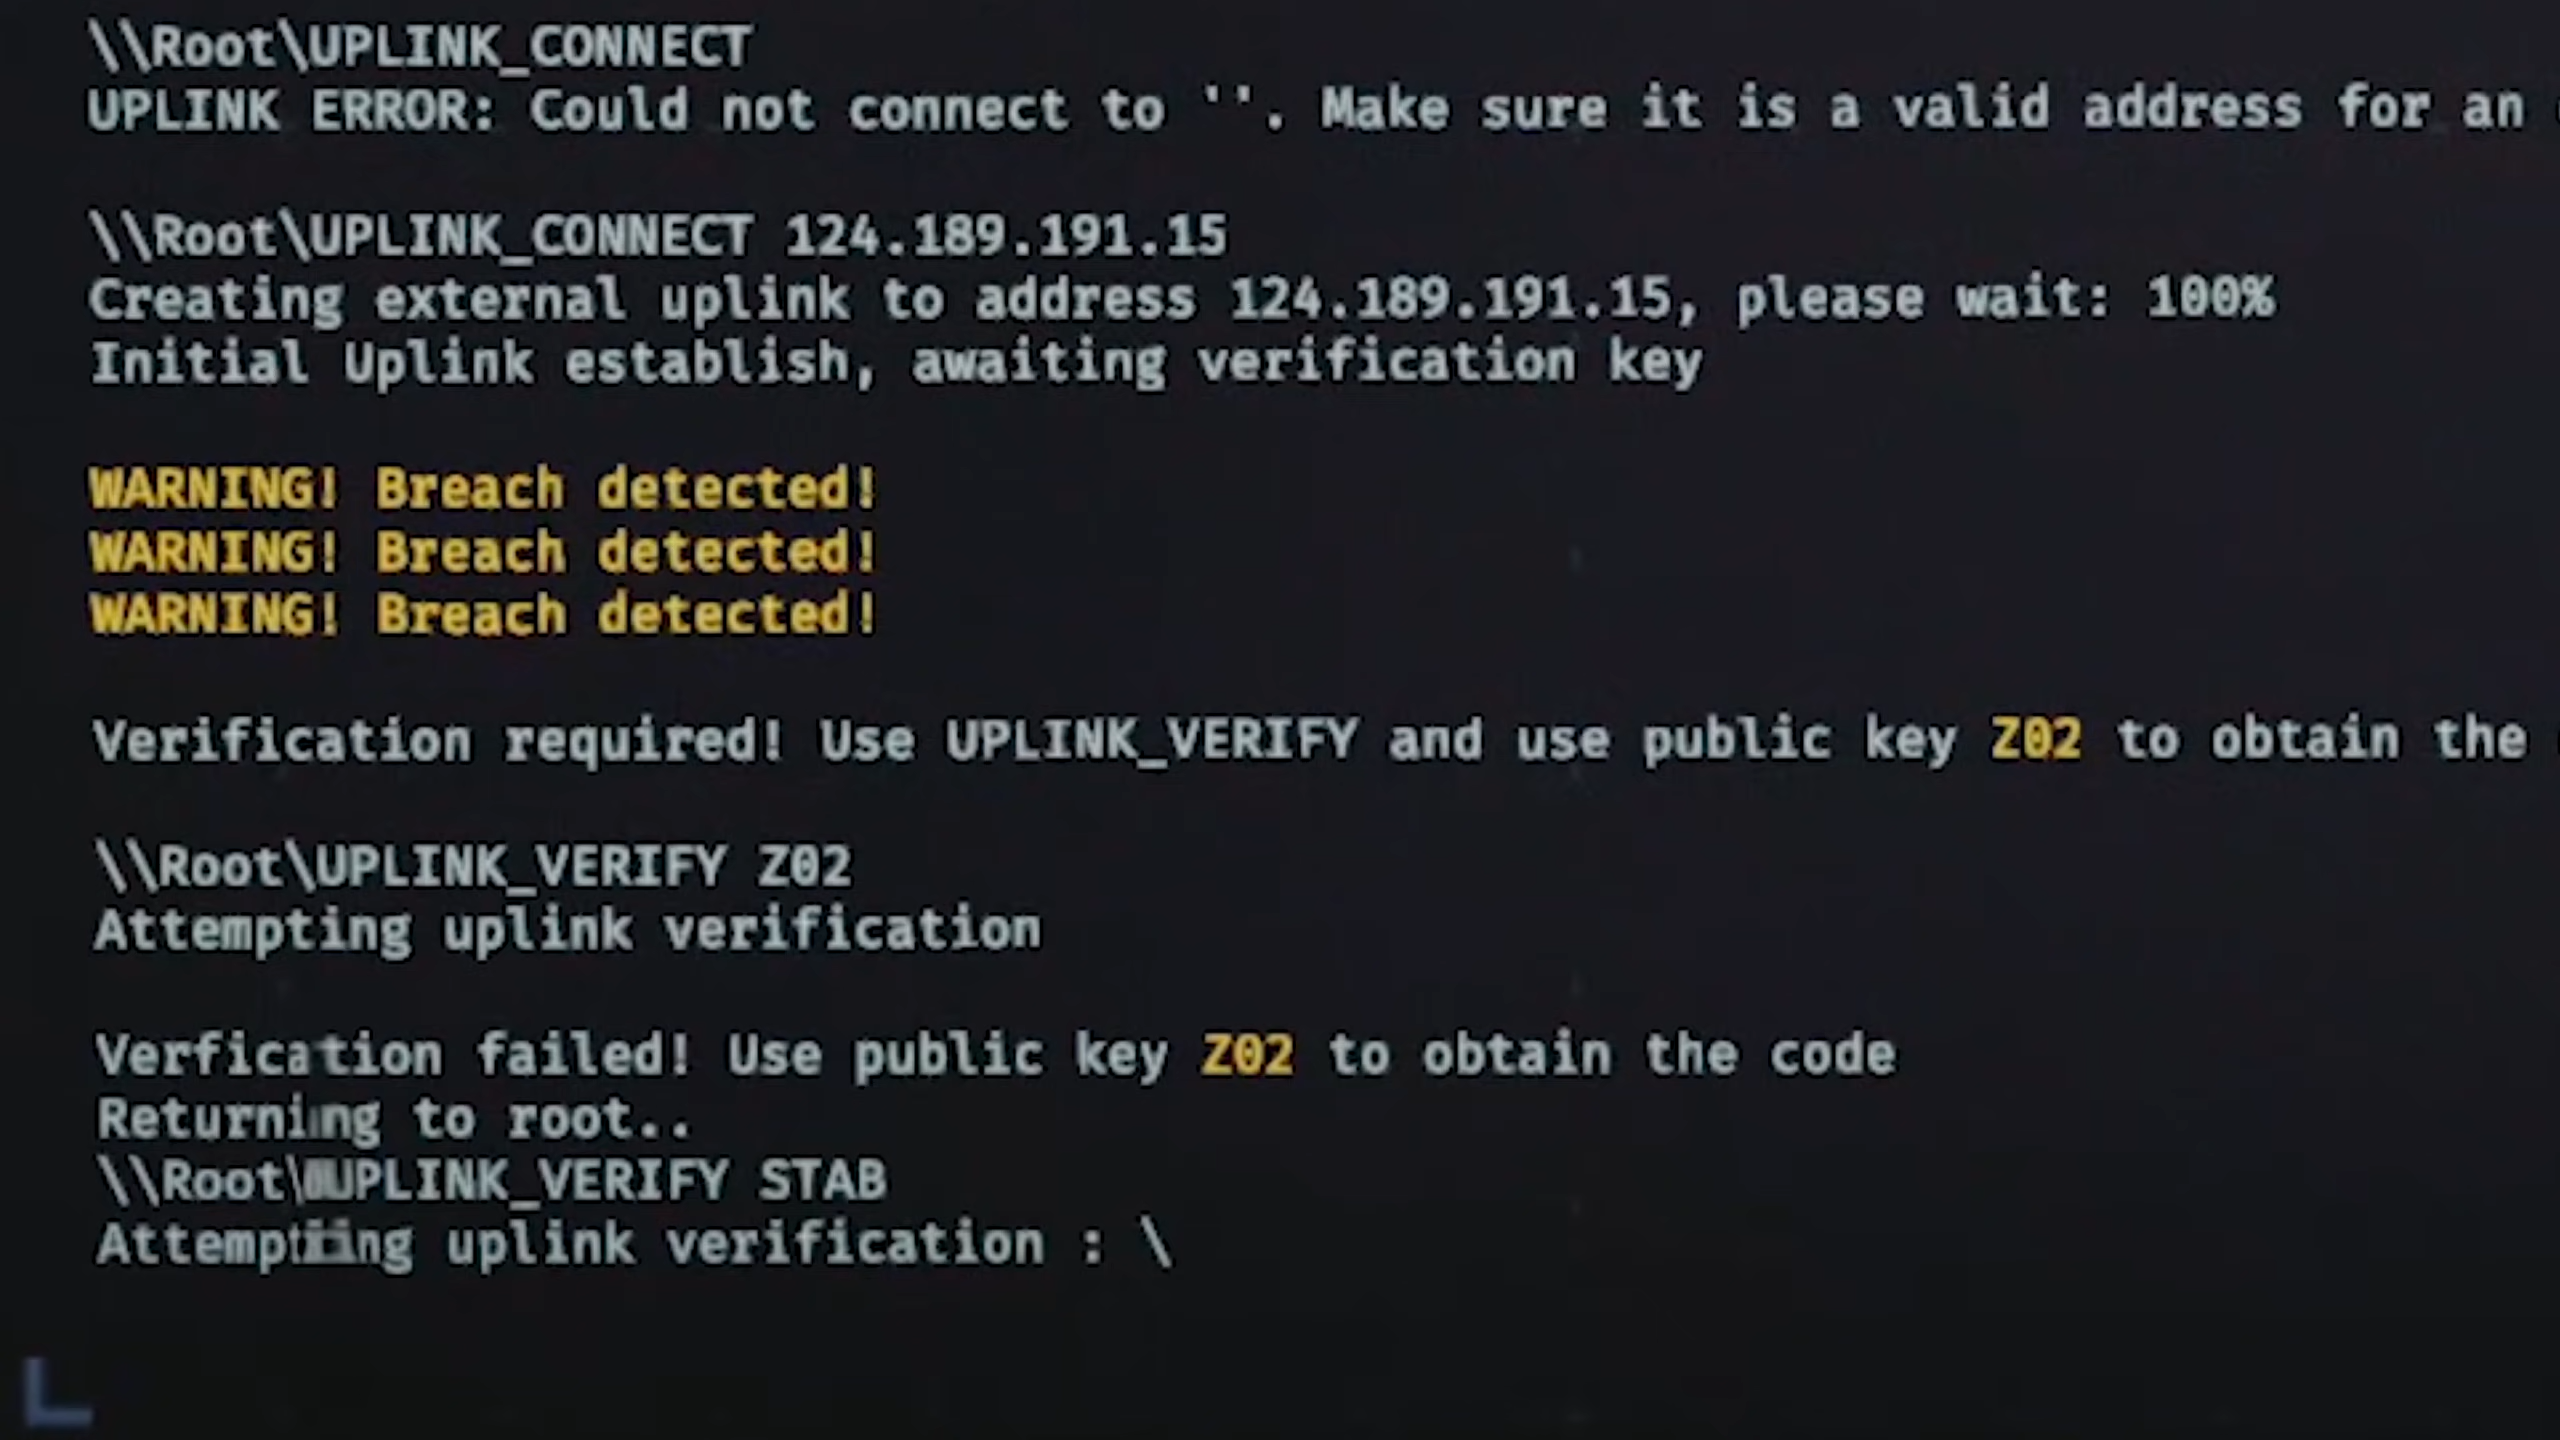 \\Root\UPLINK_CONNECT
UPLINK ERROR: Could not connect to ''. Make sure it is a valid address for an
\\Root\UPLINK_CONNECT 124.189.191.15
Creating external uplink to address 124.189.191.15, please wait: 100%
Initial Uplink establish, awaiting verification key
WARNING! Breach detected!
WARNING! Breach detected!
WARNING! Breach detected!
Verification required! Use UPLINK_VERIFY and use public key Z02 to obtain the
\\Root\UPLINK_VERIFY Z02
Attempting uplink verification
Verfication failed! Use public key Z02 to obtain the code
Returning to root..
\\Root\UPLINK_VERIFY STAB
Attempting uplink verification : \